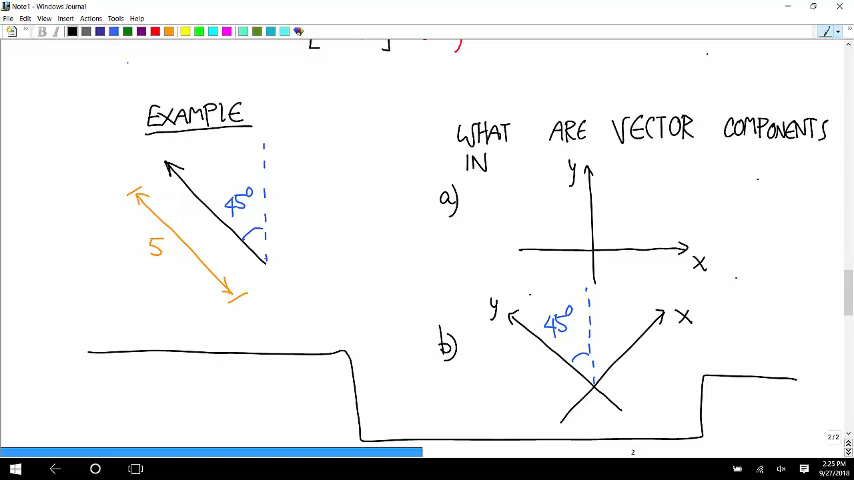 Note1 - Windows Journal
File Edit View Insert Actions Tools Help
B I
EXAMPLE
WHAT ARE VECTOR COMPONENTS
IN
45°
5
a)
y
x
b)
y
45°
x
2/2
2
2:25 PM
9/27/2018